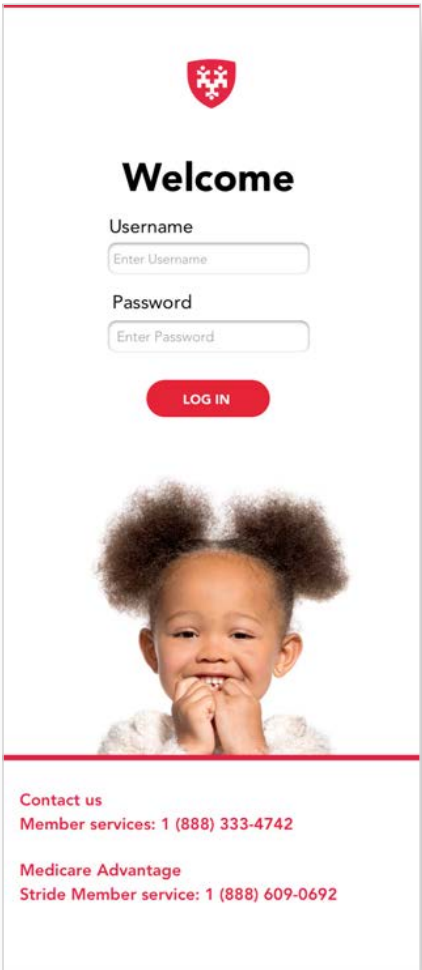 Welcome
Username
Enter Username
Password
Enter Password
LOG IN
Contact us
Member services: 1 (888) 333-4742
Medicare Advantage
Stride Member service: 1 (888) 609-0692